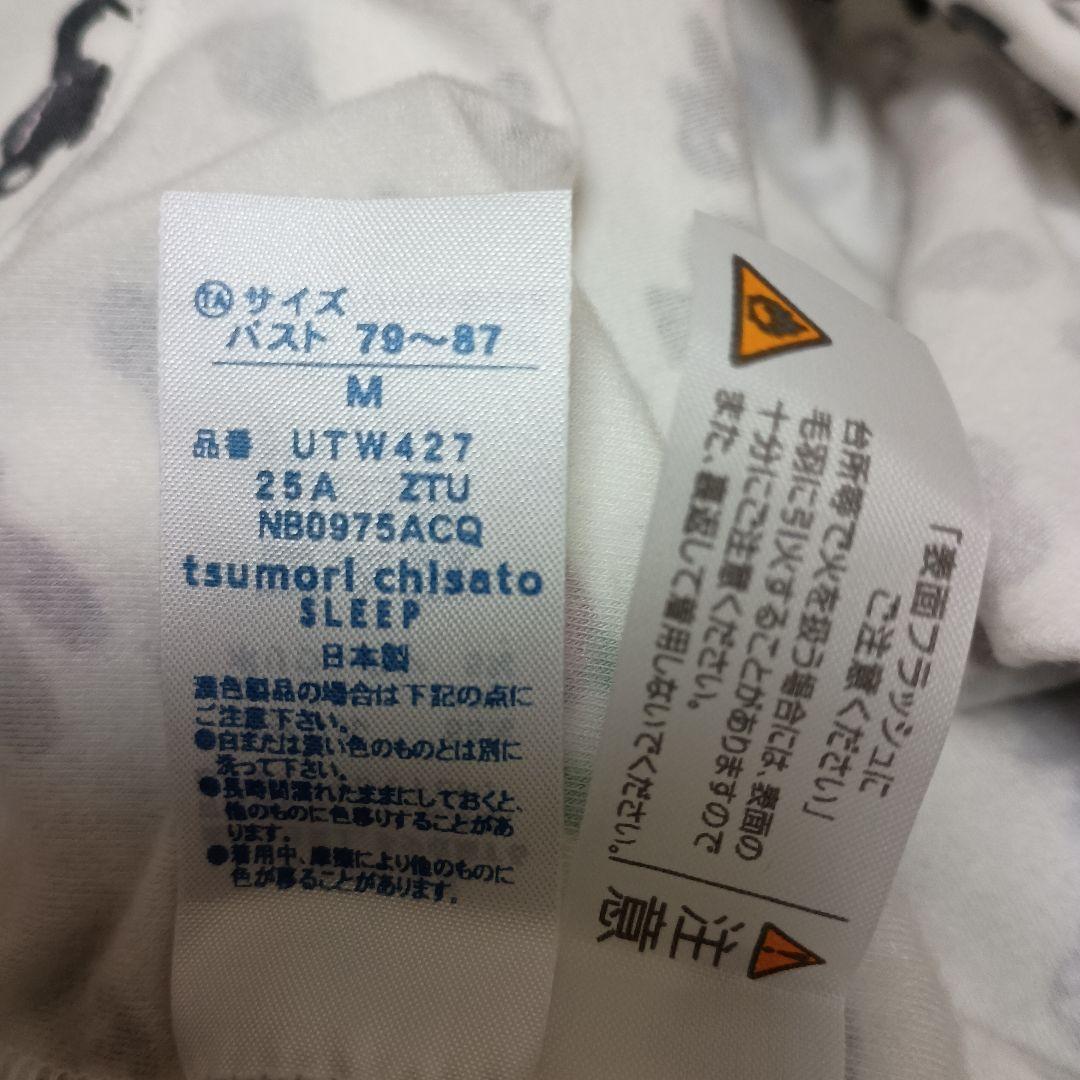 TA サイズ
バスト 79〜87
M
品番 UTW427
25A ZTU
NB0975ACQ
tsumori chisato
SLEEP
日本製
濃色製品の場合は下記の点に
ご注意下さい。
●白または淡い色のものとは別に
洗って下さい。
●長時間濡れたままにしておくと、
他のものに色移りすることがあ
ります。
●着用中、摩擦により他のものに
色が移ることがあります。
注意
「表面フラッシュに
ご注意ください」
台所等で火を扱う場合には、表面の
毛羽に引火することがありますので
十分にご注意ください。
また、裏返して着用しないでください。